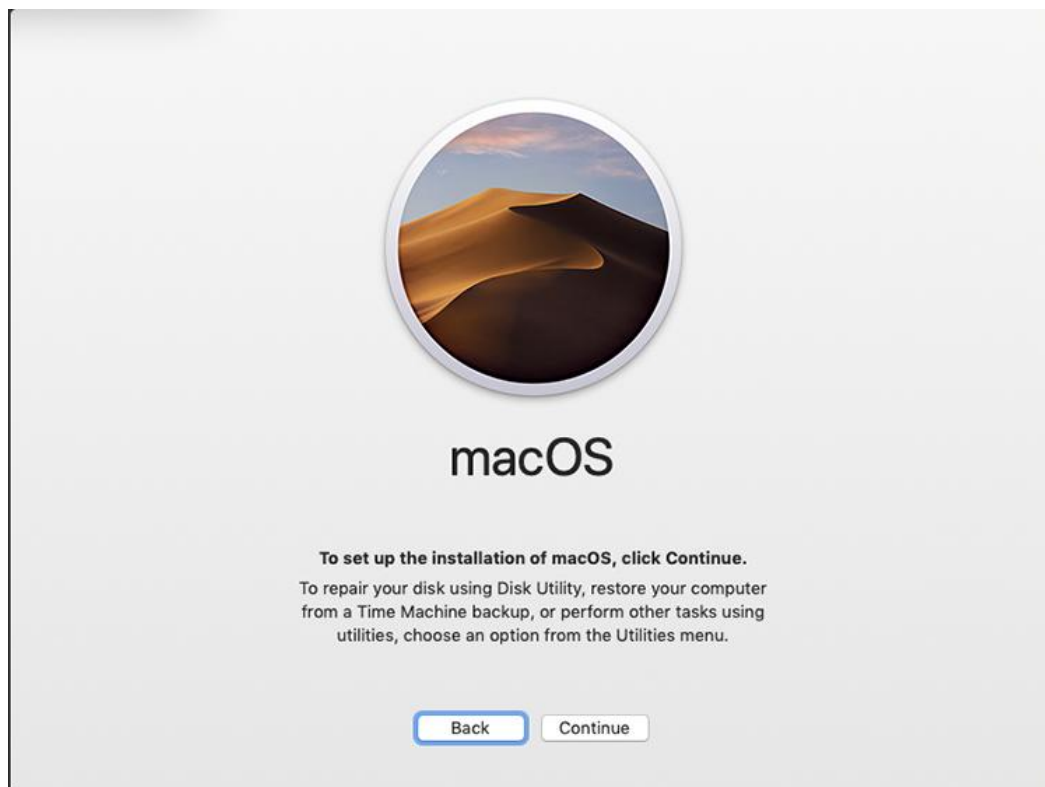 macOS
To set up the installation of macOS, click Continue.
To repair your disk using Disk Utility, restore your computer
from a Time Machine backup, or perform other tasks using
utilities, choose an option from the Utilities menu.
Back Continue